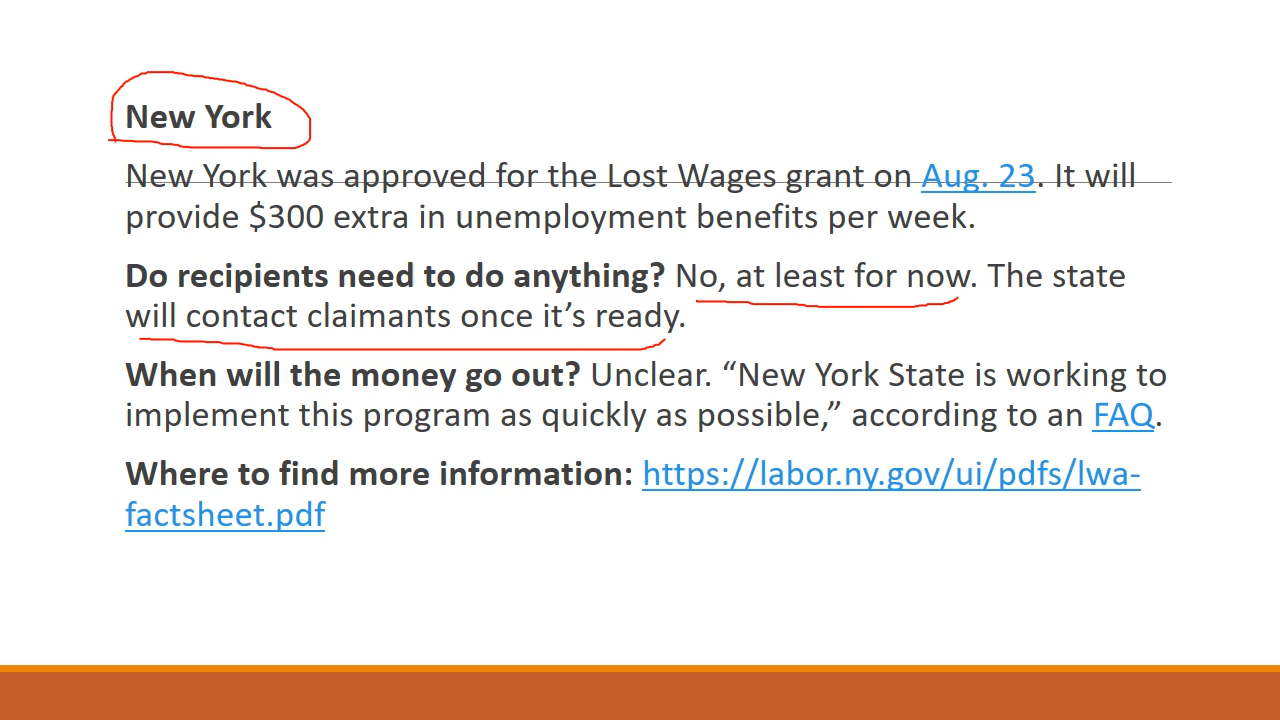 New York
New York was approved for the Lost Wages grant on Aug. 23. It will
provide $300 extra in unemployment benefits per week.
Do recipients need to do anything? No, at least for now. The state
will contact claimants once it’s ready.
When will the money go out? Unclear. “New York State is working to
implement this program as quickly as possible,” according to an FAQ.
Where to find more information: https://labor.ny.gov/ui/pdfs/lwa-
factsheet.pdf